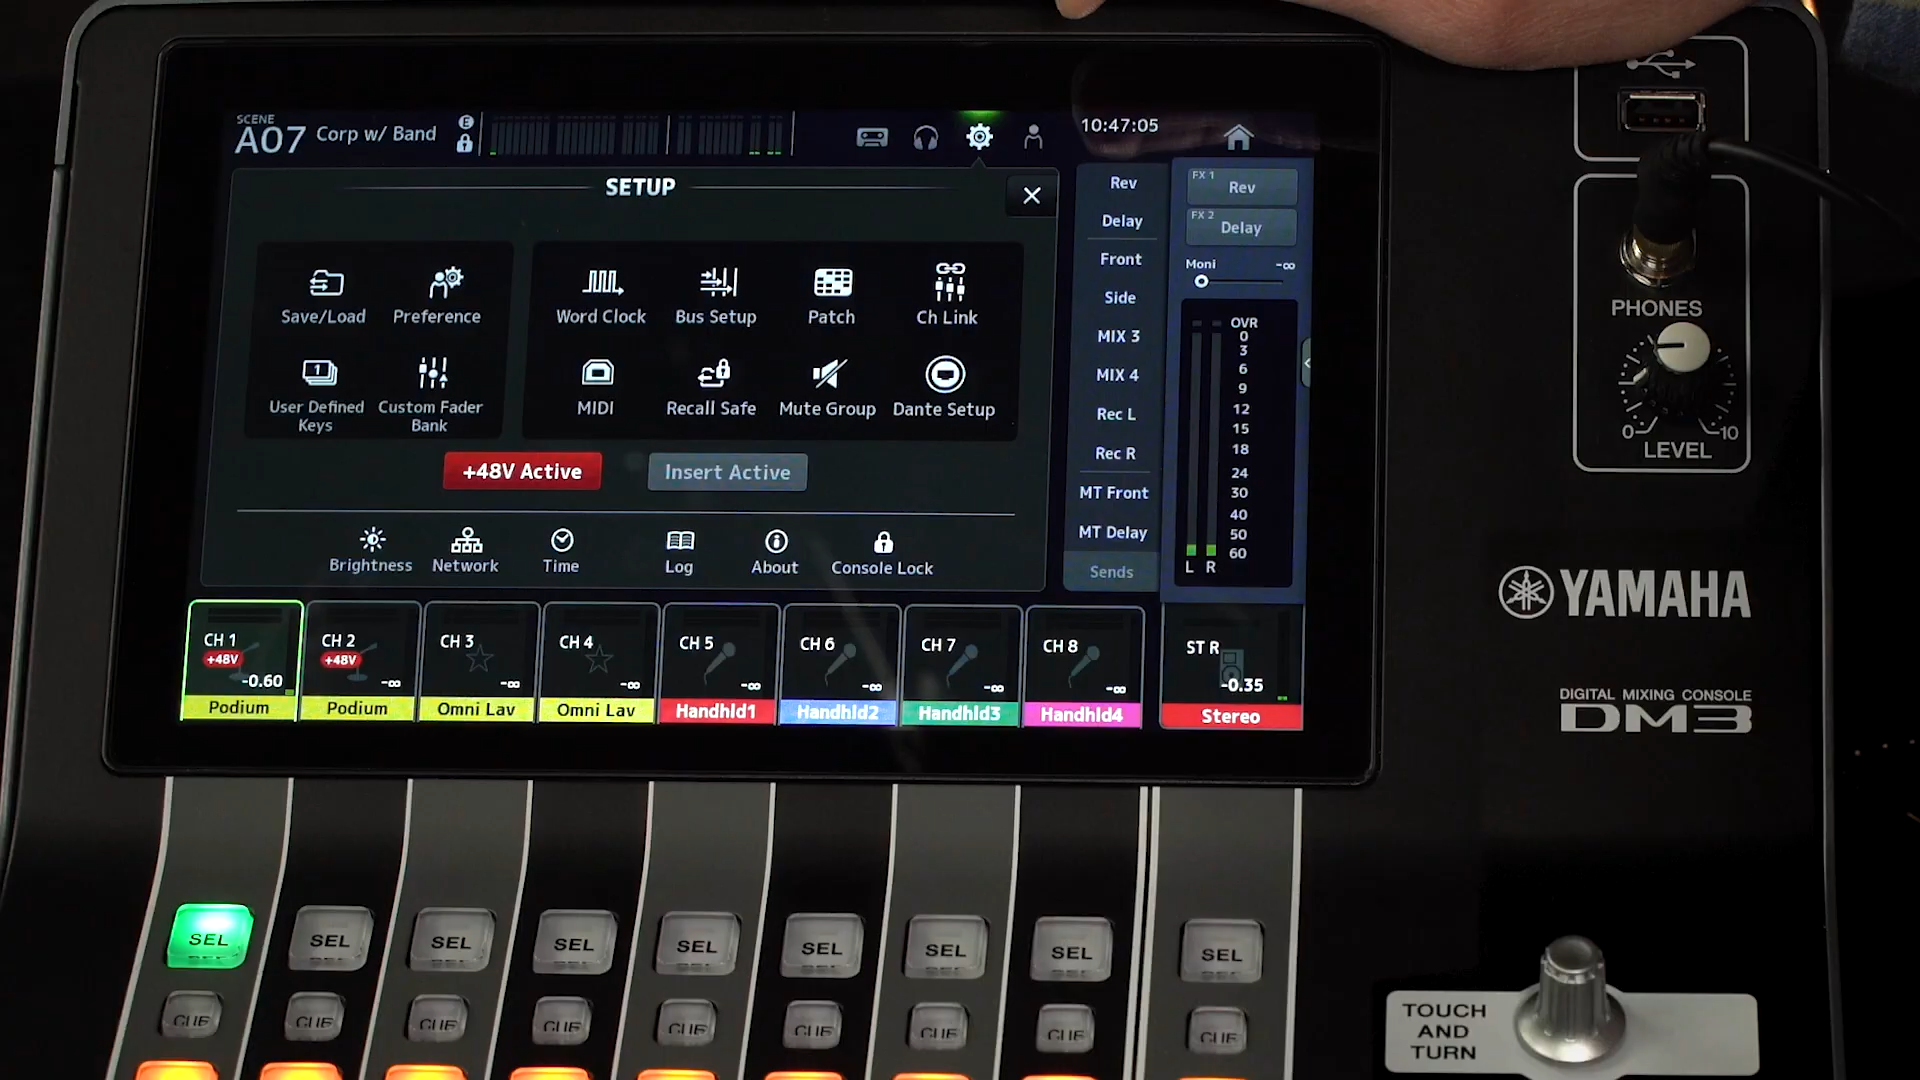 SCENE
A07 Corp w/ Band
E
10:47:05
SETUP
Save/Load
Preference
Word Clock
Bus Setup
Patch
Ch Link
1
User Defined
Keys
Custom Fader
Bank
MIDI
Recall Safe
Mute Group
Dante Setup
+48V Active
Insert Active
Brightness
Network
Time
Log
About
Console Lock
Rev
Delay
Front
Side
MIX 3
MIX 4
Rec L
Rec R
MT Front
MT Delay
Sends
FX 1
Rev
FX 2
Delay
Moni -∞
OVR
0
3
6
9
12
15
18
24
30
40
50
60
L R
CH 1
+48V
-0.60
Podium
CH 2
+48V
-∞
Podium
CH 3
-∞
Omni Lav
CH 4
-∞
Omni Lav
CH 5
-∞
Handhld1
CH 6
-∞
Handhld2
CH 7
-∞
Handhld3
CH 8
-∞
Handhld4
ST R
-0.35
Stereo
PHONES
0 10
LEVEL
YAMAHA
DIGITAL MIXING CONSOLE
DM3
SEL SEL SEL SEL SEL SEL SEL SEL SEL
CUE CUE CUE CUE CUE CUE CUE CUE CUE
TOUCH
AND
TURN